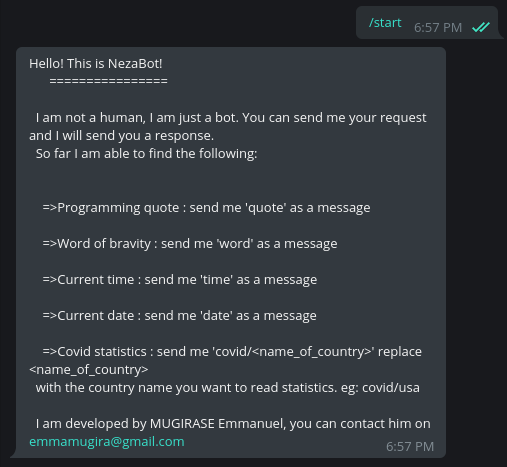 /start 6:57 PM
Hello! This is NezaBot!
================
I am not a human, I am just a bot. You can send me your request
and I will send you a response.
So far I am able to find the following:
=>Programming quote : send me 'quote' as a message
=>Word of bravity : send me 'word' as a message
=>Current time : send me 'time' as a message
=>Current date : send me 'date' as a message
=>Covid statistics : send me 'covid/<name_of_country>' replace
<name_of_country>
with the country name you want to read statistics. eg: covid/usa
I am developed by MUGIRASE Emmanuel, you can contact him on
emmamugira@gmail.com
6:57 PM